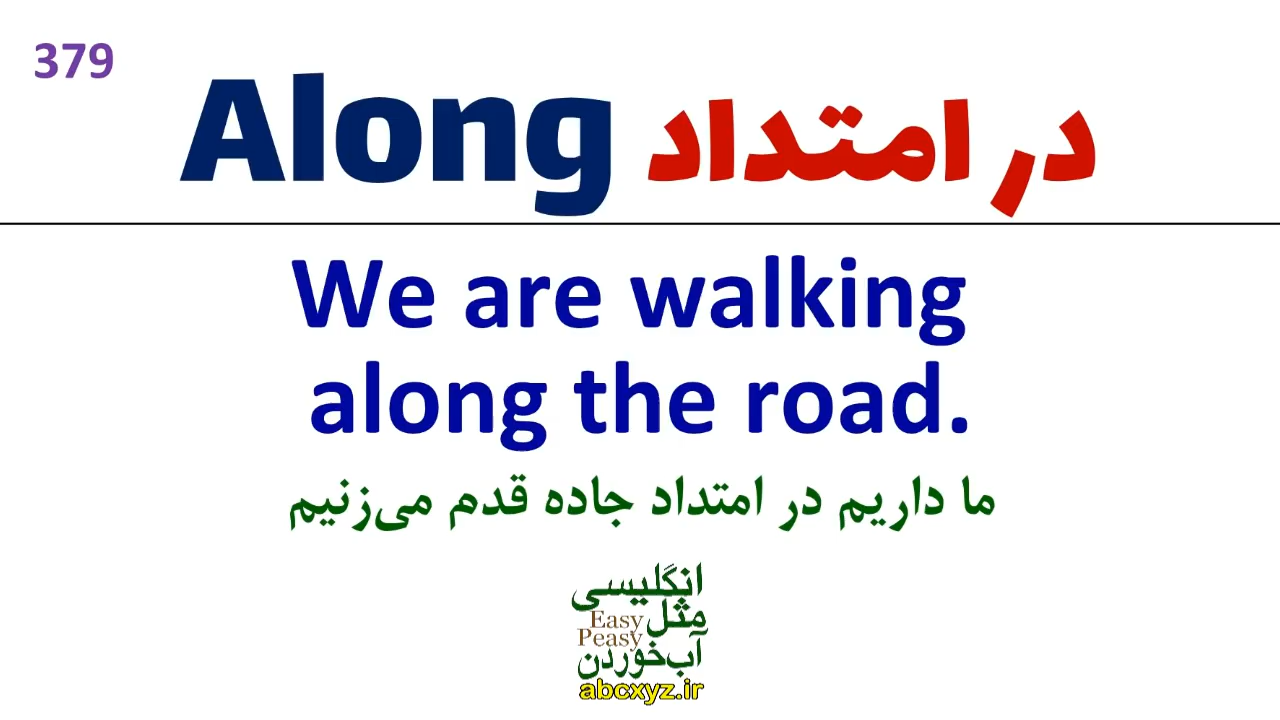 379
Along در امتداد
We are walking
along the road.
ما داریم در امتداد جاده قدم می‌زنیم
انگلیسی
مثل Easy
Peasy
آب‌خوردن
abcxyz.ir